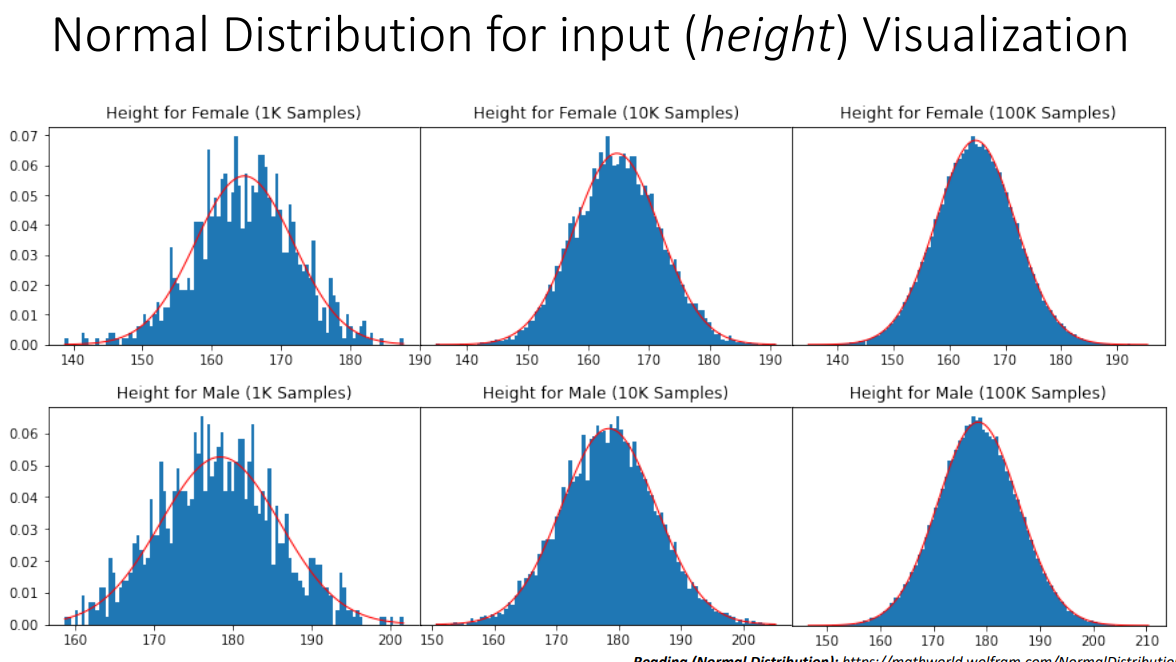 Normal Distribution for input (height) Visualization
Height for Female (1K Samples)
Height for Female (10K Samples)
Height for Female (100K Samples)
0.07
0.06
0.05
0.04
0.03
0.02
0.01
0.00
140 150 160 170 180 190
140 150 160 170 180 190
140 150 160 170 180 190
Height for Male (1K Samples)
Height for Male (10K Samples)
Height for Male (100K Samples)
0.06
0.05
0.04
0.03
0.02
0.01
0.00
160 170 180 190 200
150 160 170 180 190 200
150 160 170 180 190 200 210
Reading (Normal Distribution): https://mathworld.wolfram.com/NormalDistribution